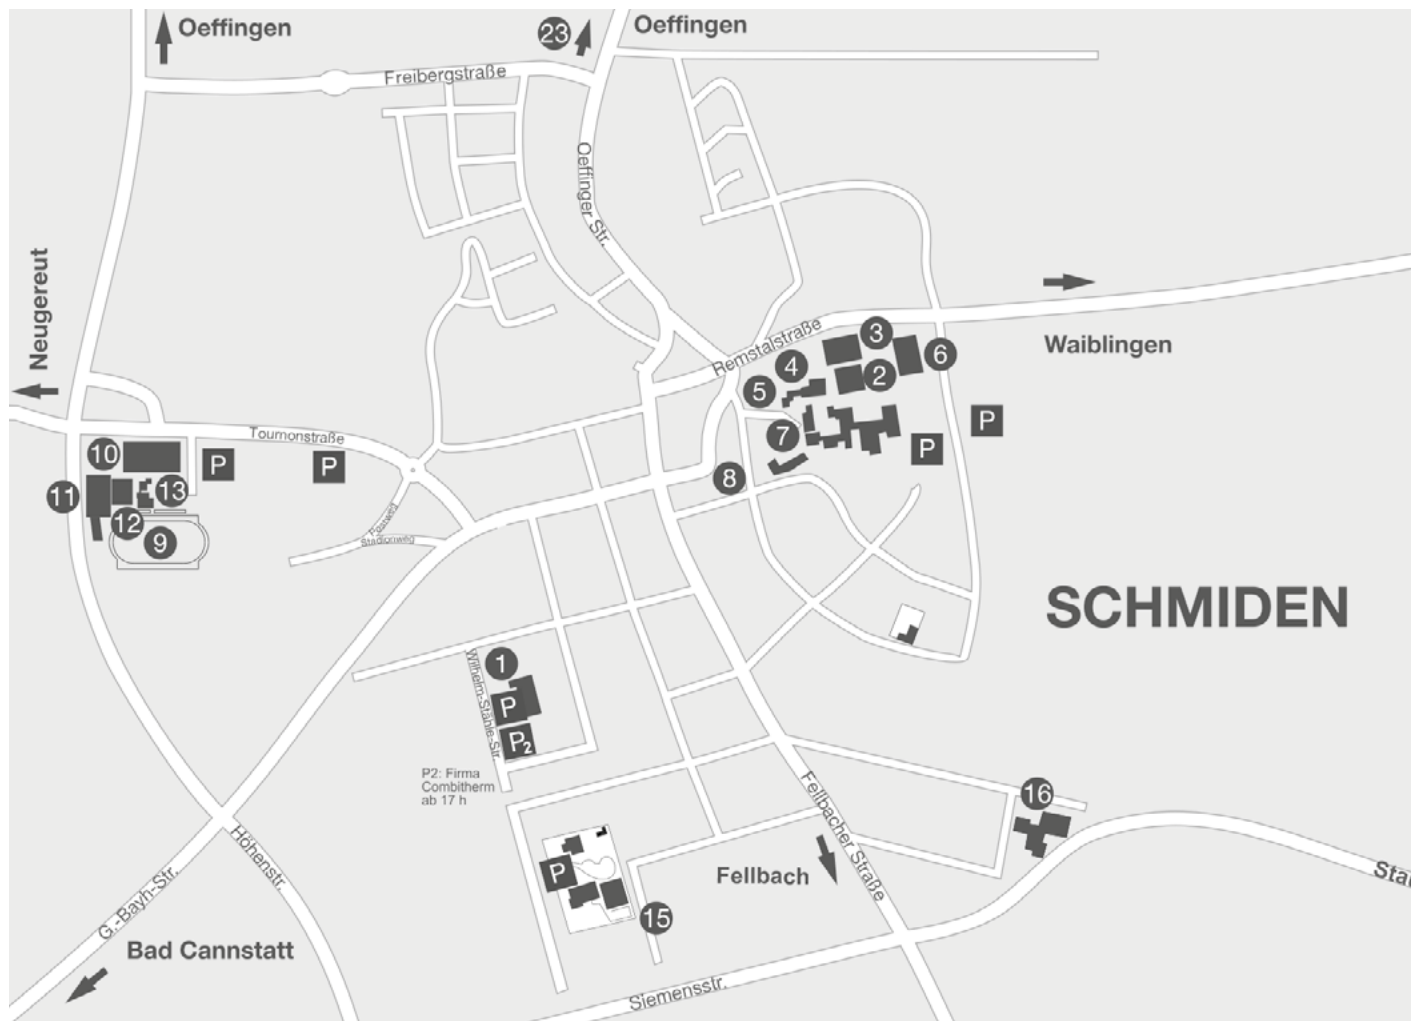 Oeffingen
23
Oeffingen
Freibergstraße
Oeffinger Str.
Neugereut
Remstalstraße
Waiblingen
3
6
4
2
5
7
P
P
8
Tournonstraße
10
P
P
11
13
12
9
Postweg
Stadionweg
SCHMIDEN
1
Wilhelm-Stähle-Str.
P
P2
P2: Firma
Combitherm
ab 17 h
16
Fellbacher Straße
Höhenstr.
Fellbach
P
15
G.-Bayh-Str.
Bad Cannstatt
Siemensstr.